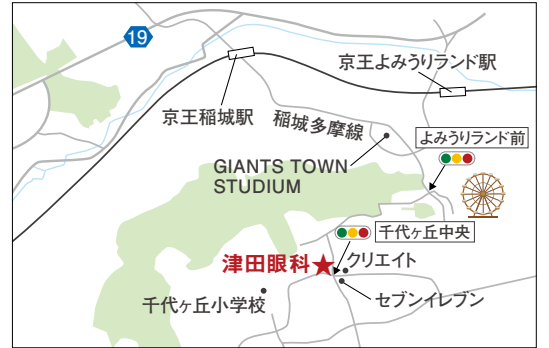 19
京王よみうりランド駅
京王稲城駅
稲城多摩線
よみうりランド前
GIANTS TOWN
STUDIUM
千代ヶ丘中央
津田眼科
クリエイト
千代ヶ丘小学校
セブンイレブン